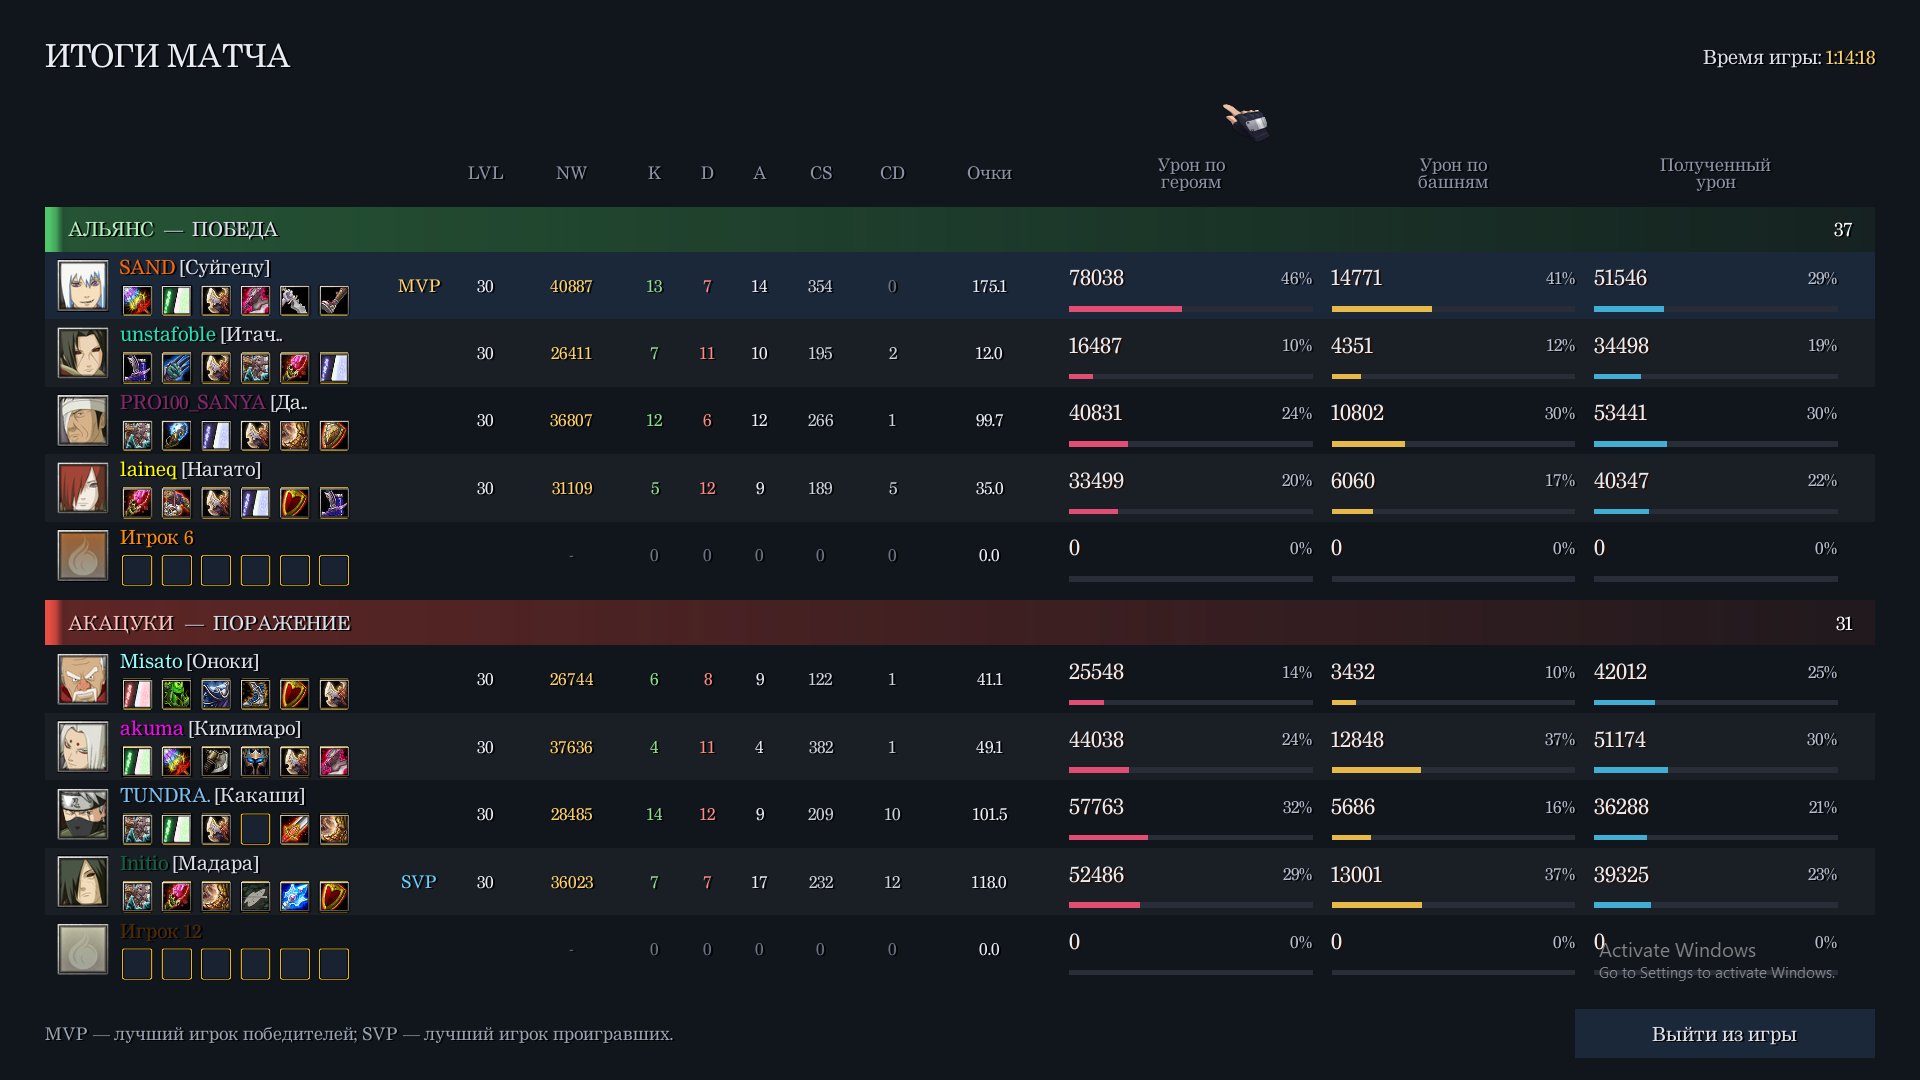 ИТОГИ МАТЧА
Время игры: 1:14:18
LVL NW K D A CS CD Очки Урон по героям Урон по башням Полученный урон
АЛЬЯНС — ПОБЕДА 37
SAND [Суйгецу] MVP 30 40887 13 7 14 354 0 175.1 78038 46% 14771 41% 51546 29%
unstafoble [Итач.. 30 26411 7 11 10 195 2 12.0 16487 10% 4351 12% 34498 19%
PRO100_SANYA [Да.. 30 36807 12 6 12 266 1 99.7 40831 24% 10802 30% 53441 30%
laineq [Нагато] 30 31109 5 12 9 189 5 35.0 33499 20% 6060 17% 40347 22%
Игрок 6 - 0 0 0 0 0 0.0 0 0% 0 0% 0 0%
АКАЦУКИ — ПОРАЖЕНИЕ 31
Misato [Оноки] 30 26744 6 8 9 122 1 41.1 25548 14% 3432 10% 42012 25%
akuma [Кимимаро] 30 37636 4 11 4 382 1 49.1 44038 24% 12848 37% 51174 30%
TUNDRA. [Какаши] 30 28485 14 12 9 209 10 101.5 57763 32% 5686 16% 36288 21%
Initio [Мадара] SVP 30 36023 7 7 17 232 12 118.0 52486 29% 13001 37% 39325 23%
Игрок 12 - 0 0 0 0 0 0.0 0 0% 0 0% 0 0%
Activate Windows
Go to Settings to activate Windows.
MVP — лучший игрок победителей; SVP — лучший игрок проигравших.
Выйти из игры